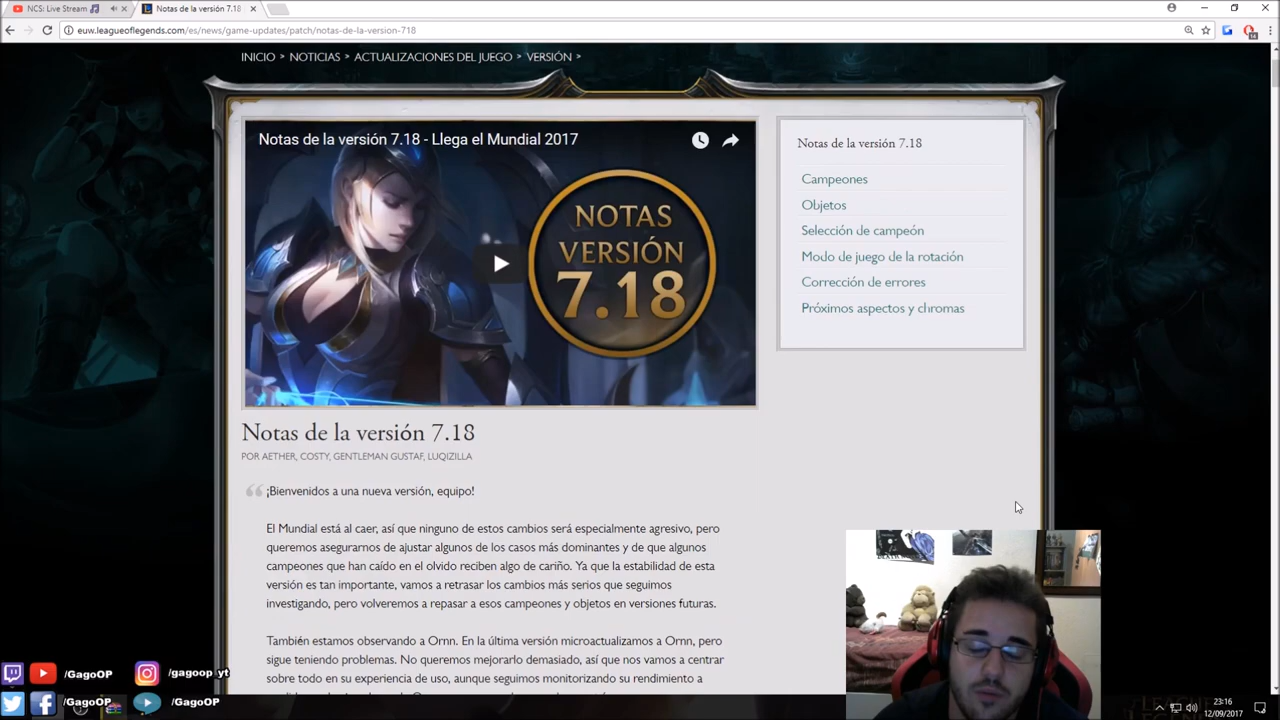 NCS: Live Stream
Notas de la versión 7.18
euw.leagueoflegends.com/es/news/game-updates/patch/notas-de-la-version-718
INICIO > NOTICIAS > ACTUALIZACIONES DEL JUEGO > VERSIÓN >
Notas de la versión 7.18 - Llega el Mundial 2017
NOTAS
VERSIÓN
7.18
Notas de la versión 7.18
Campeones
Objetos
Selección de campeón
Modo de juego de la rotación
Corrección de errores
Próximos aspectos y chromas
Notas de la versión 7.18
POR AETHER, COSTY, GENTLEMAN GUSTAF, LUQIZILLA
¡Bienvenidos a una nueva versión, equipo!
El Mundial está al caer, así que ninguno de estos cambios será especialmente agresivo, pero
queremos asegurarnos de ajustar algunos de los casos más dominantes y de que algunos
campeones que han caído en el olvido reciben algo de cariño. Ya que la estabilidad de esta
versión es tan importante, vamos a retrasar los cambios más serios que seguimos
investigando, pero volveremos a repasar a esos campeones y objetos en versiones futuras.
También estamos observando a Ornn. En la última versión microactualizamos a Ornn, pero
sigue teniendo problemas. No queremos mejorarlo demasiado, así que nos vamos a centrar
sobre todo en su experiencia de uso, aunque seguimos monitorizando su rendimiento a
/GagoOP
/gagoop_yt
/GagoOP
/GagoOP
23:16
12/09/2017